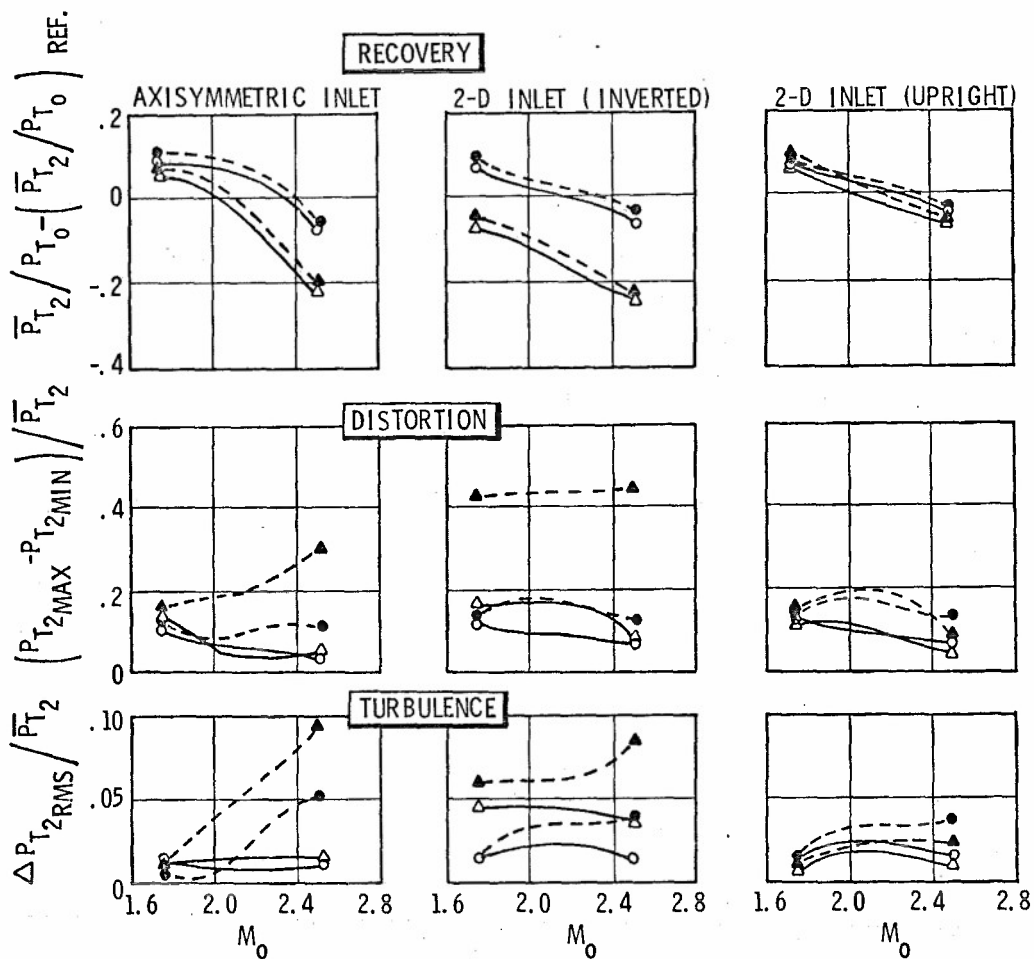 RECOVERY
AXISYMMETRIC INLET
2-D INLET (INVERTED)
2-D INLET (UPRIGHT)
P̅T2/PT0-(P̅T2/PT0) REF.
.2
0
-.2
-.4
DISTORTION
(PT2MAX -PT2MIN)/P̅T2
.6
.4
.2
0
TURBULENCE
ΔPT2RMS/P̅T2
.10
.05
0
1.6 2.0 2.4 2.8
1.6 2.0 2.4 2.8
1.6 2.0 2.4 2.8
M0
M0
M0